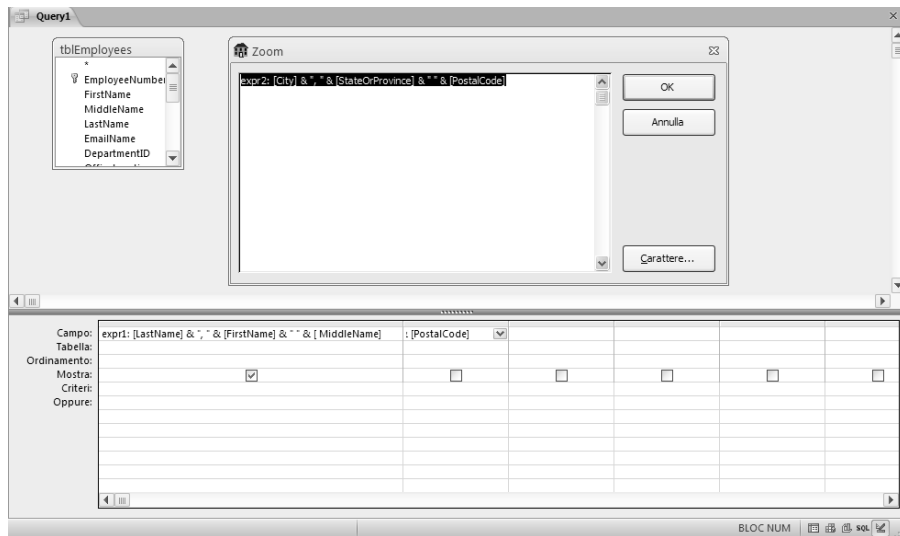 Query1
tblEmployees
*
EmployeeNumber
FirstName
MiddleName
LastName
EmailName
DepartmentID
Zoom
expr2: [City] & ", " & [StateOrProvince] & " " & [PostalCode]
OK
Annulla
Carattere...
Campo: expr1: [LastName] & ", " & [FirstName] & " " & [ MiddleName] : [PostalCode]
Tabella:
Ordinamento:
Mostra:
Criteri:
Oppure:
BLOC NUM SQL